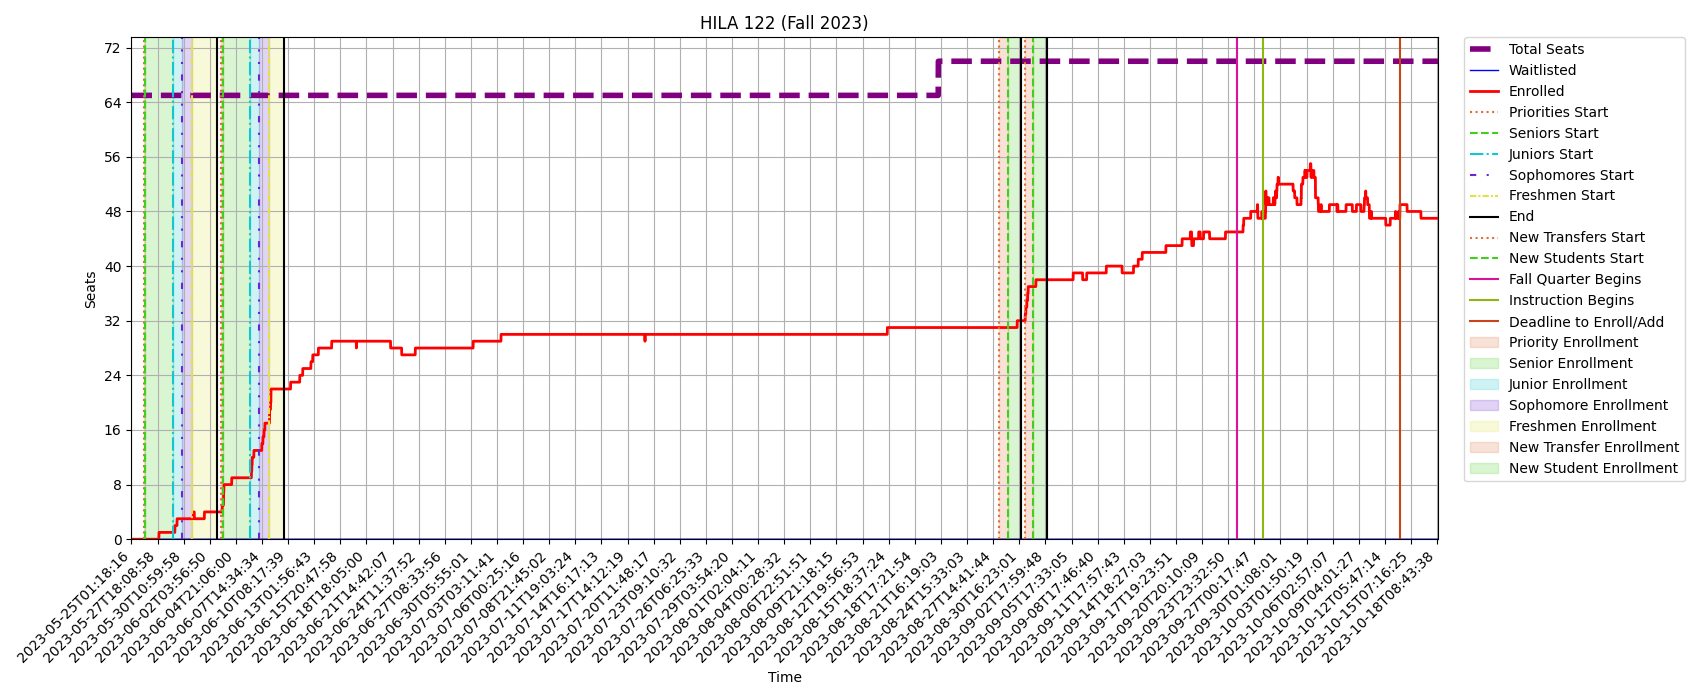 HILA 122 (Fall 2023)
72
64
56
48
40
32
24
16
8
0
Seats
2023-05-25T01:18:16
2023-05-27T18:08:58
2023-05-30T10:59:58
2023-06-02T03:56:50
2023-06-04T21:06:00
2023-06-07T14:34:34
2023-06-10T08:17:39
2023-06-13T01:56:43
2023-06-15T20:47:58
2023-06-18T18:05:00
2023-06-21T14:42:07
2023-06-24T11:37:52
2023-06-27T08:33:56
2023-06-30T05:55:01
2023-07-03T03:11:41
2023-07-06T00:25:16
2023-07-08T21:45:02
2023-07-11T19:03:24
2023-07-14T16:17:13
2023-07-17T14:12:19
2023-07-20T11:48:17
2023-07-23T09:10:32
2023-07-26T06:25:33
2023-07-29T03:54:20
2023-08-01T02:04:11
2023-08-04T00:28:32
2023-08-06T22:51:51
2023-08-09T21:18:15
2023-08-12T19:56:53
2023-08-15T18:37:24
2023-08-18T17:21:54
2023-08-21T16:19:03
2023-08-24T15:33:03
2023-08-27T14:41:44
2023-08-30T16:23:01
2023-09-02T17:59:48
2023-09-05T17:33:05
2023-09-08T17:46:40
2023-09-11T17:57:43
2023-09-14T18:27:03
2023-09-17T19:23:51
2023-09-20T20:10:09
2023-09-23T23:32:50
2023-09-27T00:17:47
2023-09-30T01:08:01
2023-10-03T01:50:19
2023-10-06T02:57:07
2023-10-09T04:01:27
2023-10-12T05:47:14
2023-10-15T07:16:25
2023-10-18T08:43:38
Time
Total Seats
Waitlisted
Enrolled
Priorities Start
Seniors Start
Juniors Start
Sophomores Start
Freshmen Start
End
New Transfers Start
New Students Start
Fall Quarter Begins
Instruction Begins
Deadline to Enroll/Add
Priority Enrollment
Senior Enrollment
Junior Enrollment
Sophomore Enrollment
Freshmen Enrollment
New Transfer Enrollment
New Student Enrollment